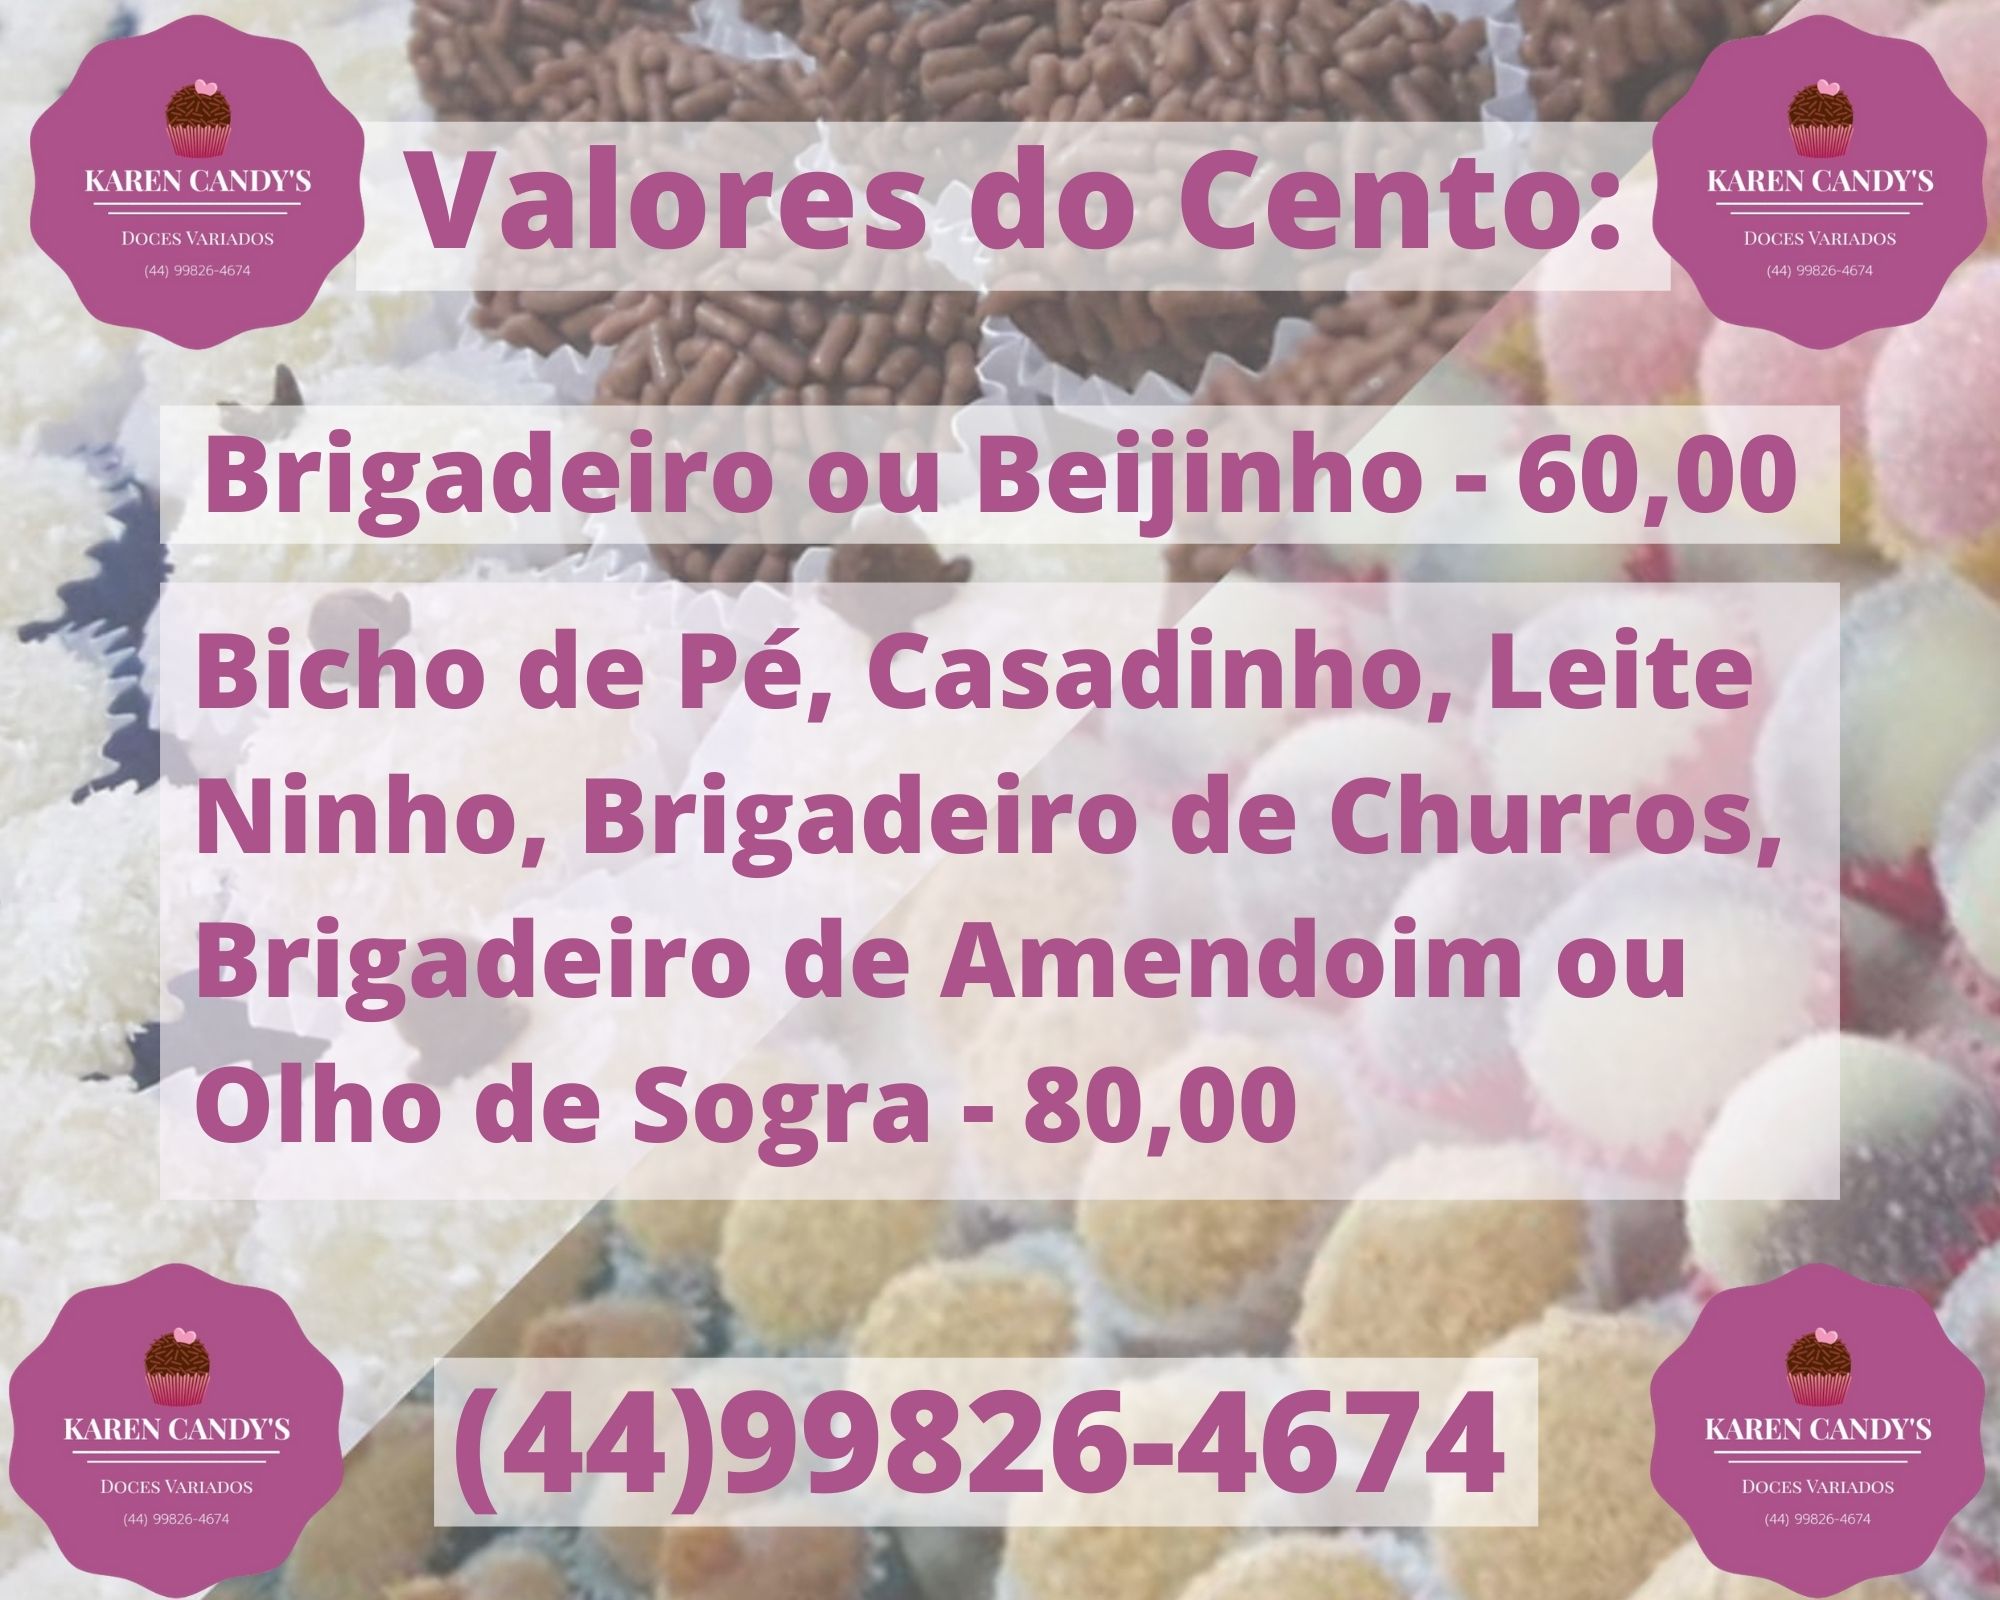 KAREN CANDY'S
DOCES VARIADOS
(44) 99826-4674
KAREN CANDY'S
DOCES VARIADOS
(44) 99826-4674
Valores do Cento:
Brigadeiro ou Beijinho - 60,00
Bicho de Pé, Casadinho, Leite
Ninho, Brigadeiro de Churros,
Brigadeiro de Amendoim ou
Olho de Sogra - 80,00
(44)99826-4674
KAREN CANDY'S
DOCES VARIADOS
(44) 99826-4674
KAREN CANDY'S
DOCES VARIADOS
(44) 99826-4674